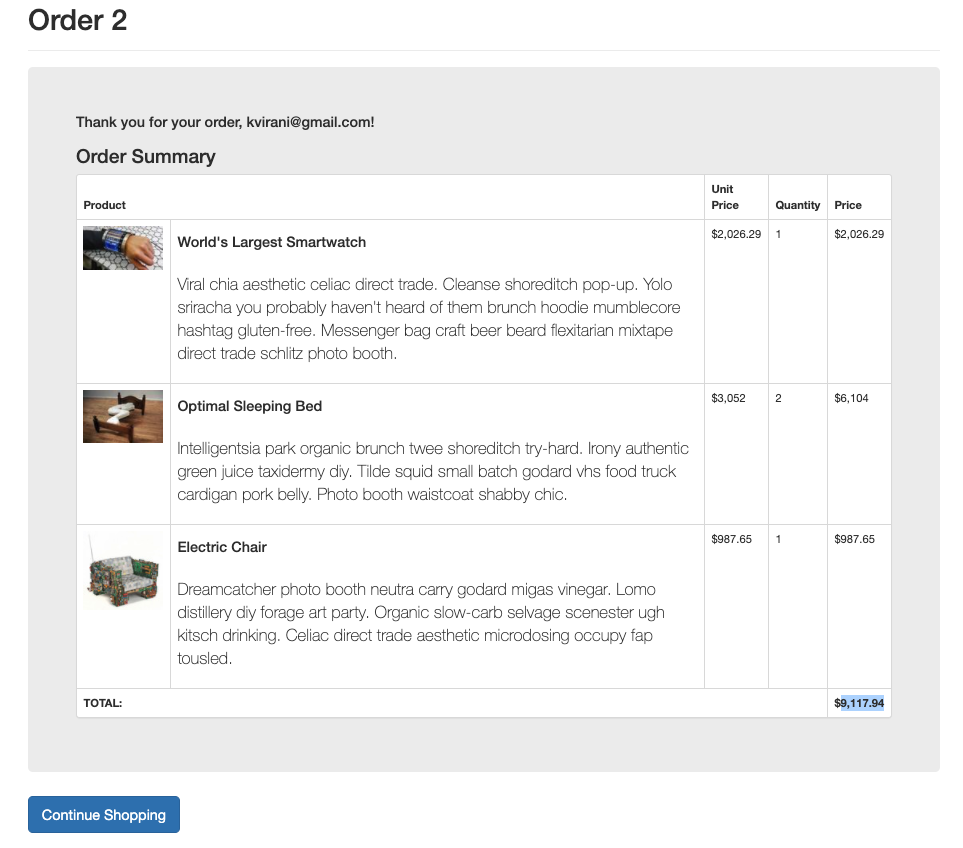 Order 2
Thank you for your order, kvirani@gmail.com!
Order Summary
Product
Unit
Price
Quantity
Price
World's Largest Smartwatch
$2,026.29
1
$2,026.29
Viral chia aesthetic celiac direct trade. Cleanse shoreditch pop-up. Yolo
sriracha you probably haven't heard of them brunch hoodie mumblecore
hashtag gluten-free. Messenger bag craft beer beard flexitarian mixtape
direct trade schlitz photo booth.
Optimal Sleeping Bed
$3,052
2
$6,104
Intelligentsia park organic brunch twee shoreditch try-hard. Irony authentic
green juice taxidermy diy. Tilde squid small batch godard vhs food truck
cardigan pork belly. Photo booth waistcoat shabby chic.
Electric Chair
$987.65
1
$987.65
Dreamcatcher photo booth neutra carry godard migas vinegar. Lomo
distillery diy forage art party. Organic slow-carb selvage scenester ugh
kitsch drinking. Celiac direct trade aesthetic microdosing occupy fap
tousled.
TOTAL:
$9,117.94
Continue Shopping